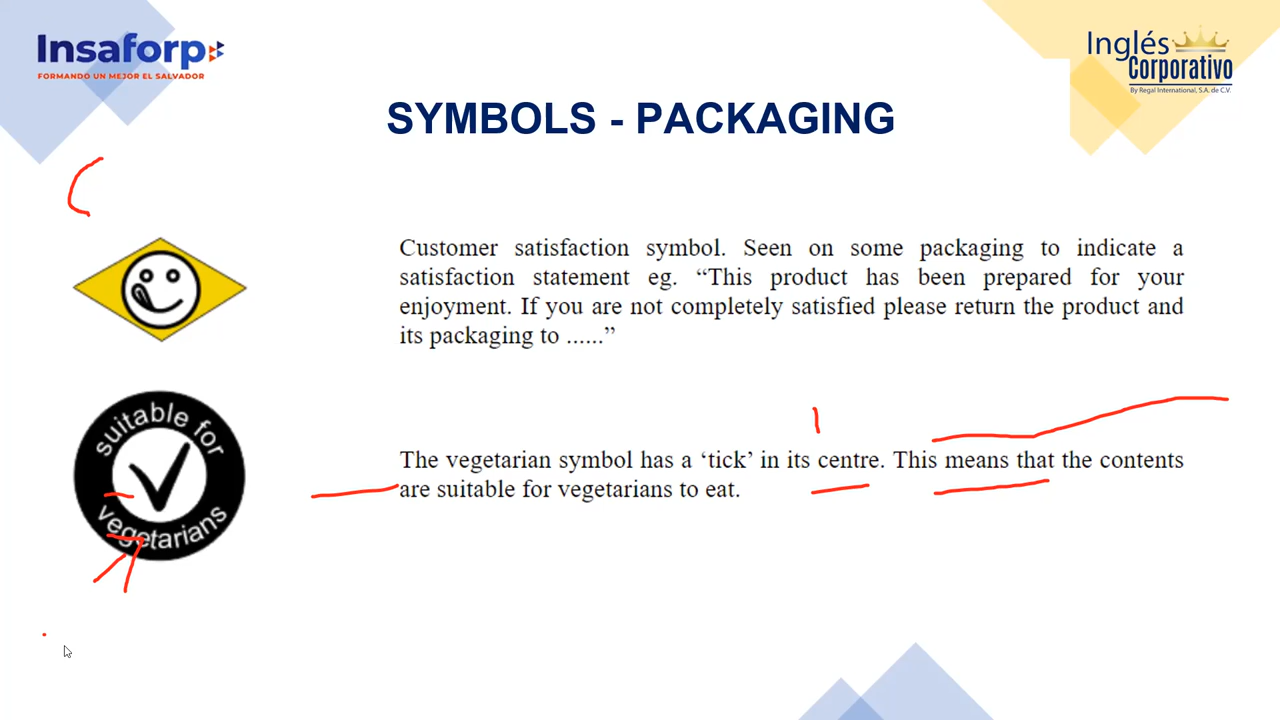 Insaforp
FORMANDO UN MEJOR EL SALVADOR
Inglés
Corporativo
By Regal International, S.A. de C.V.
SYMBOLS - PACKAGING
Customer satisfaction symbol. Seen on some packaging to indicate a
satisfaction statement eg. “This product has been prepared for your
enjoyment. If you are not completely satisfied please return the product and
its packaging to ......”
suitable for
vegetarians
The vegetarian symbol has a ‘tick’ in its centre. This means that the contents
are suitable for vegetarians to eat.